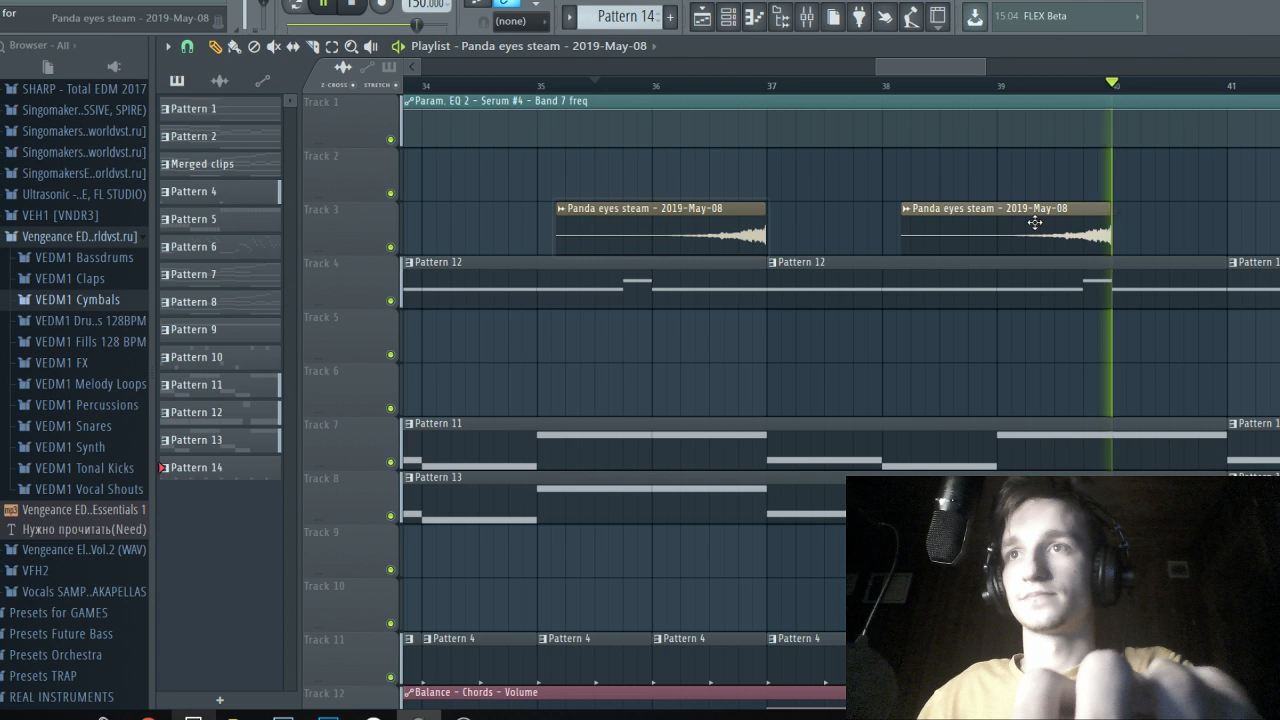 for
Panda eyes steam - 2019-May-08
150.000
(none)
Pattern 14
+
15.04 FLEX Beta
Browser - All
Playlist - Panda eyes steam - 2019-May-08
Z-CROSS
STRETCH
34 35 36 37 38 39 40 41
SHARP - Total EDM 2017
Singomaker..SSIVE, SPIRE)
Singomakers..worldvst.ru]
Singomakers..worldvst.ru]
SingomakersE..orldvst.ru]
Ultrasonic -..E, FL STUDIO)
VEH1 [VNDR3]
Vengeance ED..rldvst.ru]
VEDM1 Bassdrums
VEDM1 Claps
VEDM1 Cymbals
VEDM1 Dru..s 128BPM
VEDM1 Fills 128 BPM
VEDM1 FX
VEDM1 Melody Loops
VEDM1 Percussions
VEDM1 Snares
VEDM1 Synth
VEDM1 Tonal Kicks
VEDM1 Vocal Shouts
mp3 Vengeance ED..Essentials 1
Нужно прочитать(Need)
Vengeance El..Vol.2 (WAV)
VFH2
Vocals SAMP..AKAPELLAS
Presets for GAMES
Presets Future Bass
Presets Orchestra
Presets TRAP
REAL INSTRUMENTS
Pattern 1
Pattern 2
Merged clips
Pattern 4
Pattern 5
Pattern 6
Pattern 7
Pattern 8
Pattern 9
Pattern 10
Pattern 11
Pattern 12
Pattern 13
Pattern 14
+
Track 1
Param. EQ 2 - Serum #4 - Band 7 freq
Track 2
Track 3
Panda eyes steam - 2019-May-08
Panda eyes steam - 2019-May-08
Track 4
Pattern 12
Pattern 12
Pattern 1
Track 5
Track 6
Track 7
Pattern 11
Pattern 1
Track 8
Pattern 13
Track 9
Track 10
Track 11
Pattern 4
Pattern 4
Pattern 4
Pattern 4
Track 12
Balance - Chords - Volume